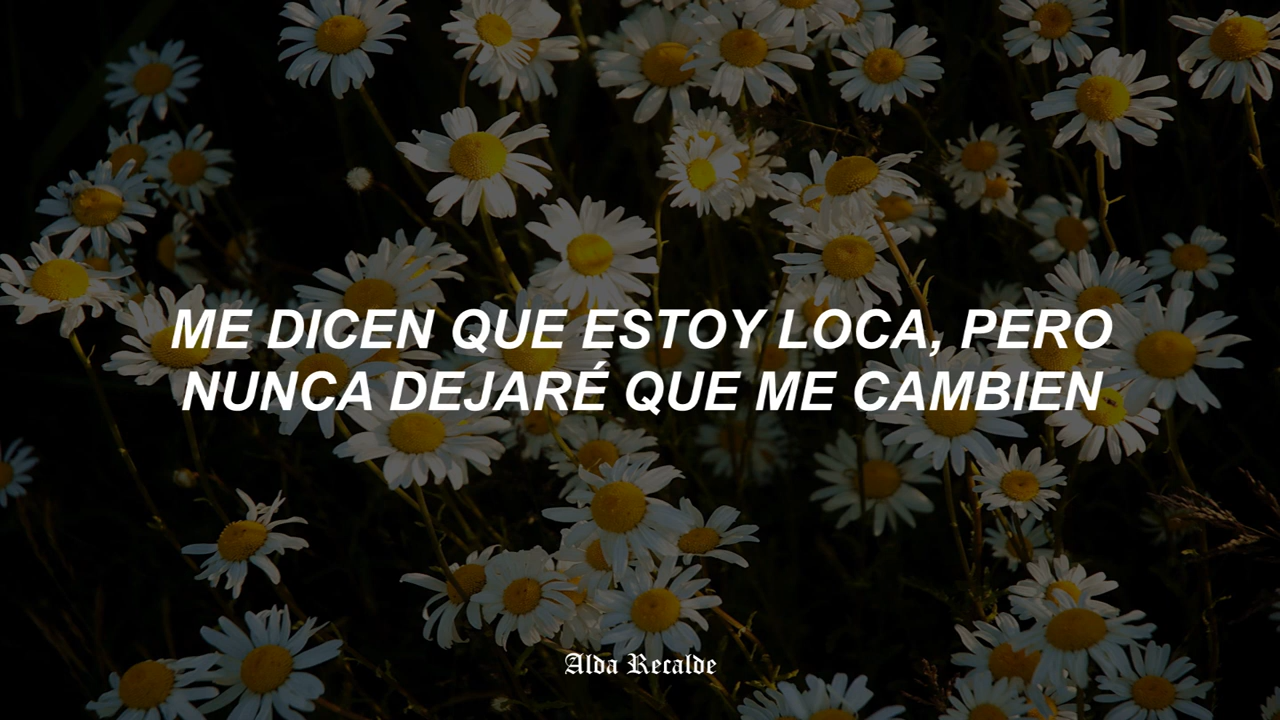 ME DICEN QUE ESTOY LOCA, PERO
NUNCA DEJARÉ QUE ME CAMBIEN
Alda Recalde